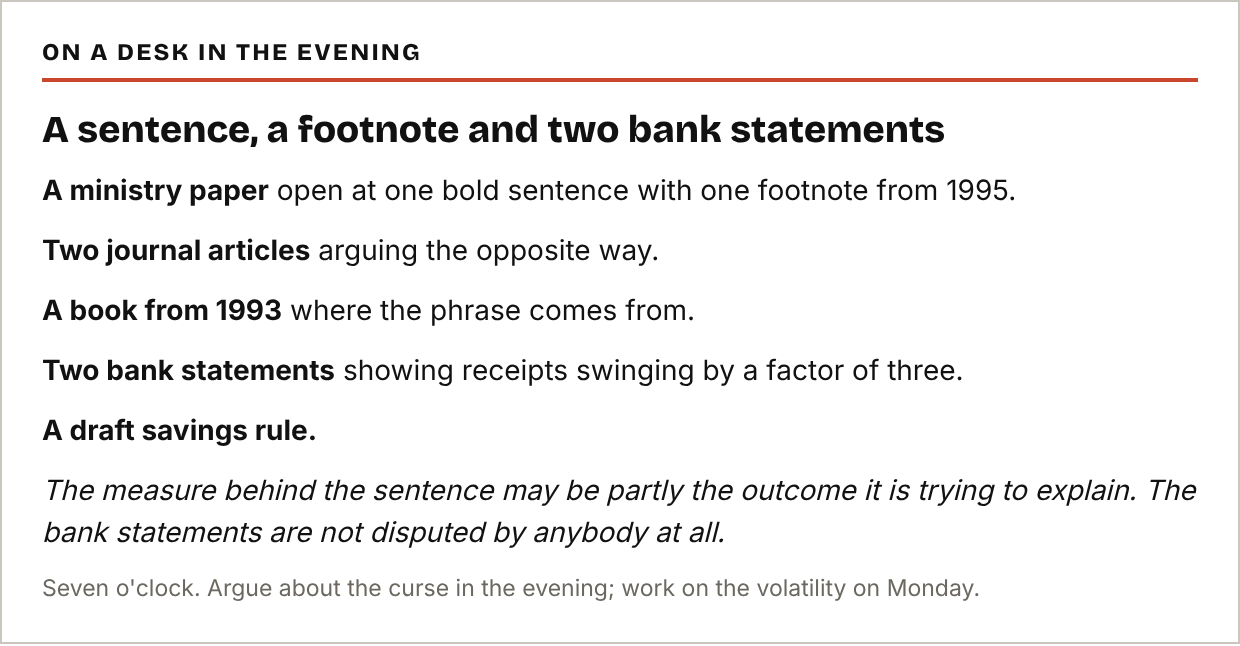 ON A DESK IN THE EVENING
A sentence, a footnote and two bank statements
A ministry paper open at one bold sentence with one footnote from 1995.
Two journal articles arguing the opposite way.
A book from 1993 where the phrase comes from.
Two bank statements showing receipts swinging by a factor of three.
A draft savings rule.
The measure behind the sentence may be partly the outcome it is trying to explain. The
bank statements are not disputed by anybody at all.
Seven o'clock. Argue about the curse in the evening; work on the volatility on Monday.